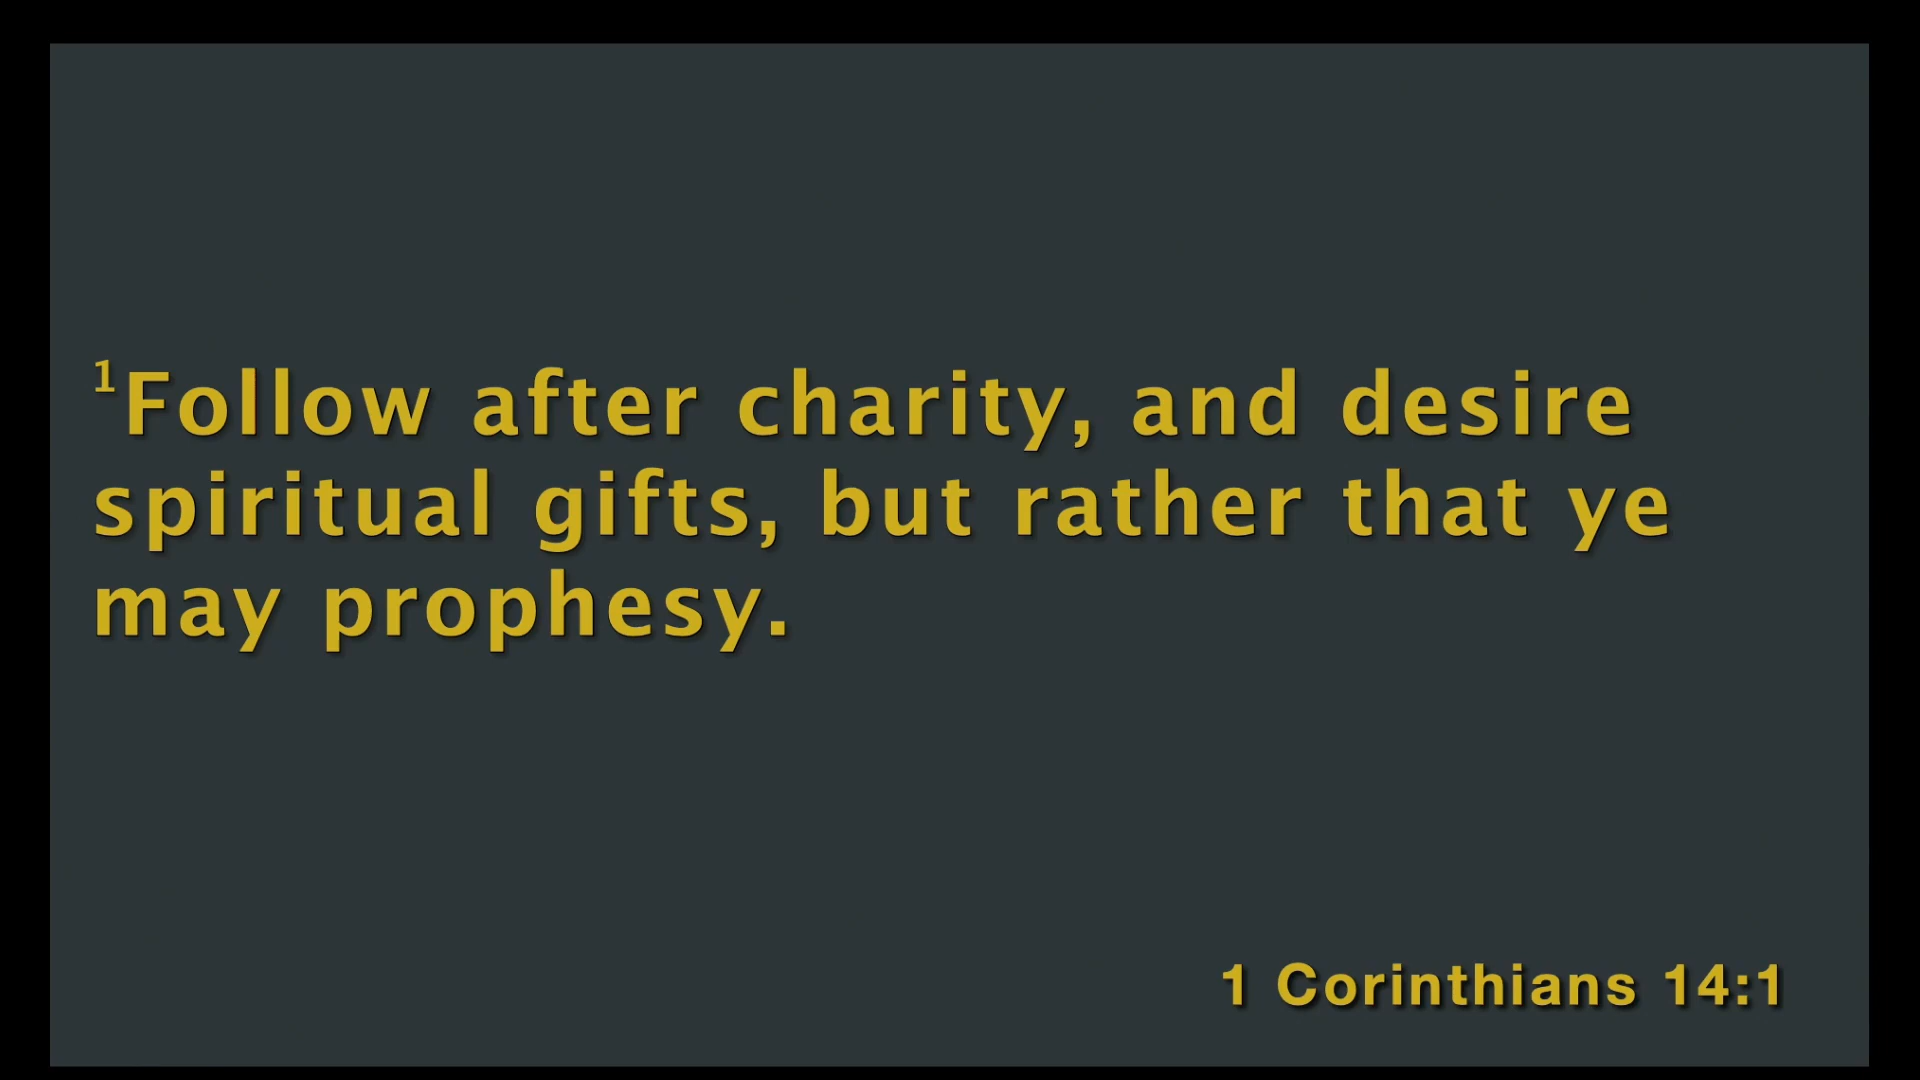 ¹Follow after charity, and desire
spiritual gifts, but rather that ye
may prophesy.
1 Corinthians 14:1